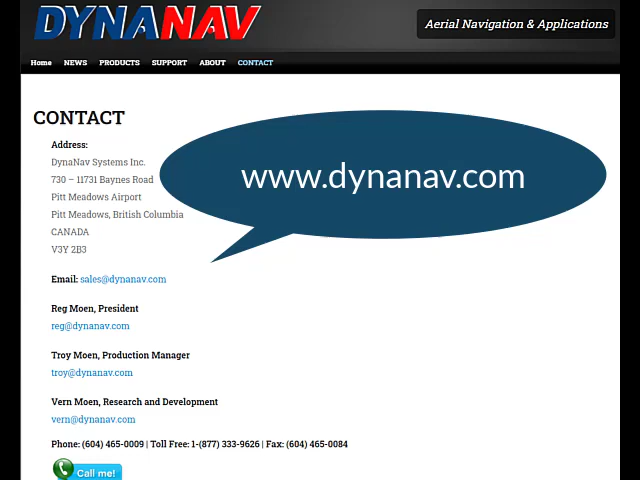 DYNANAV
Aerial Navigation & Applications
Home NEWS PRODUCTS SUPPORT ABOUT CONTACT
CONTACT
www.dynanav.com
Address:
DynaNav Systems Inc.
730 – 11731 Baynes Road
Pitt Meadows Airport
Pitt Meadows, British Columbia
CANADA
V3Y 2B3
Email: sales@dynanav.com
Reg Moen, President
reg@dynanav.com
Troy Moen, Production Manager
troy@dynanav.com
Vern Moen, Research and Development
vern@dynanav.com
Phone: (604) 465-0009 | Toll Free: 1-(877) 333-9626 | Fax: (604) 465-0084
Call me!